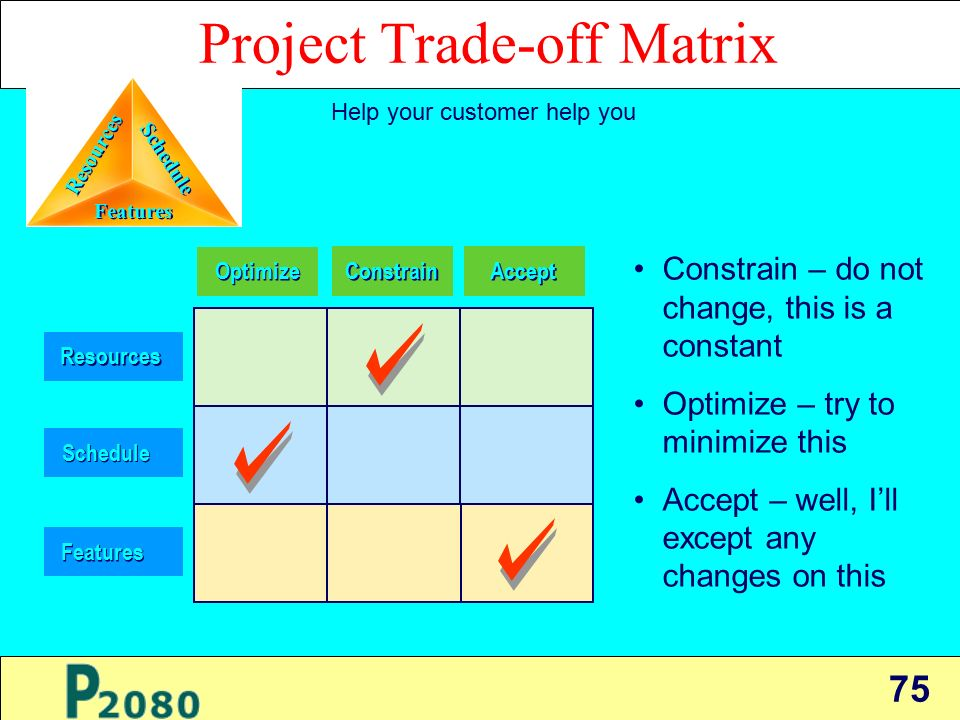 Project Trade-off Matrix
Help your customer help you
Resources
Schedule
Features
Optimize
Constrain
Accept
Resources
Schedule
Features
• Constrain – do not
change, this is a
constant
• Optimize – try to
minimize this
• Accept – well, I’ll
except any
changes on this
P2080
75